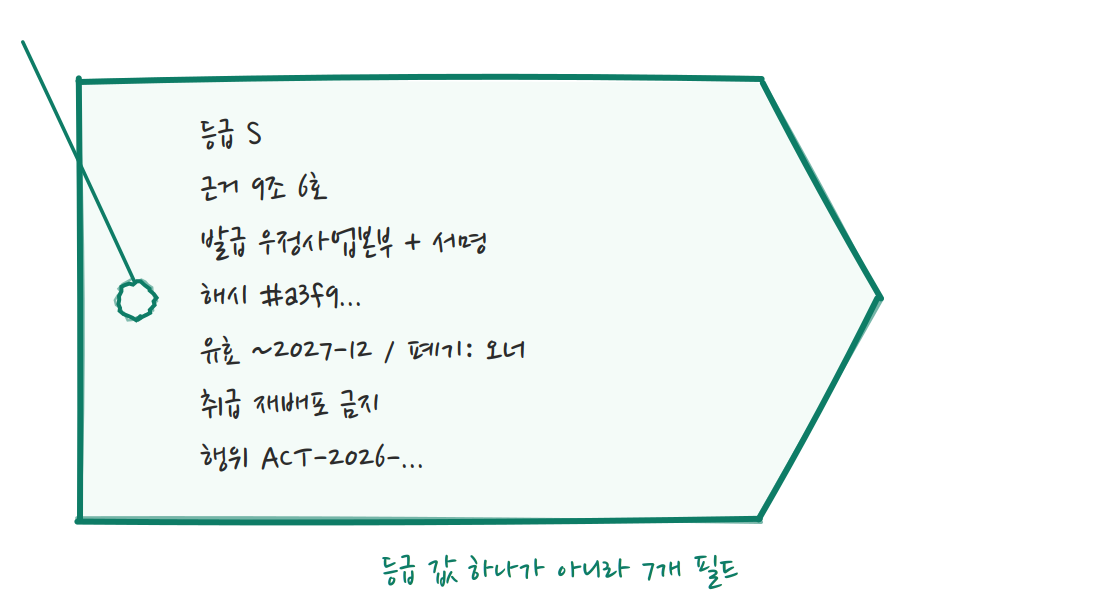 등급 S
근거 9조 6호
발급 우정사업본부 + 서명
해시 #a3f9...
유효 ~2027-12 / 폐기: 오너
취급 재배포 금지
행위 ACT-2026-...
등급 값 하나가 아니라 7개 필드